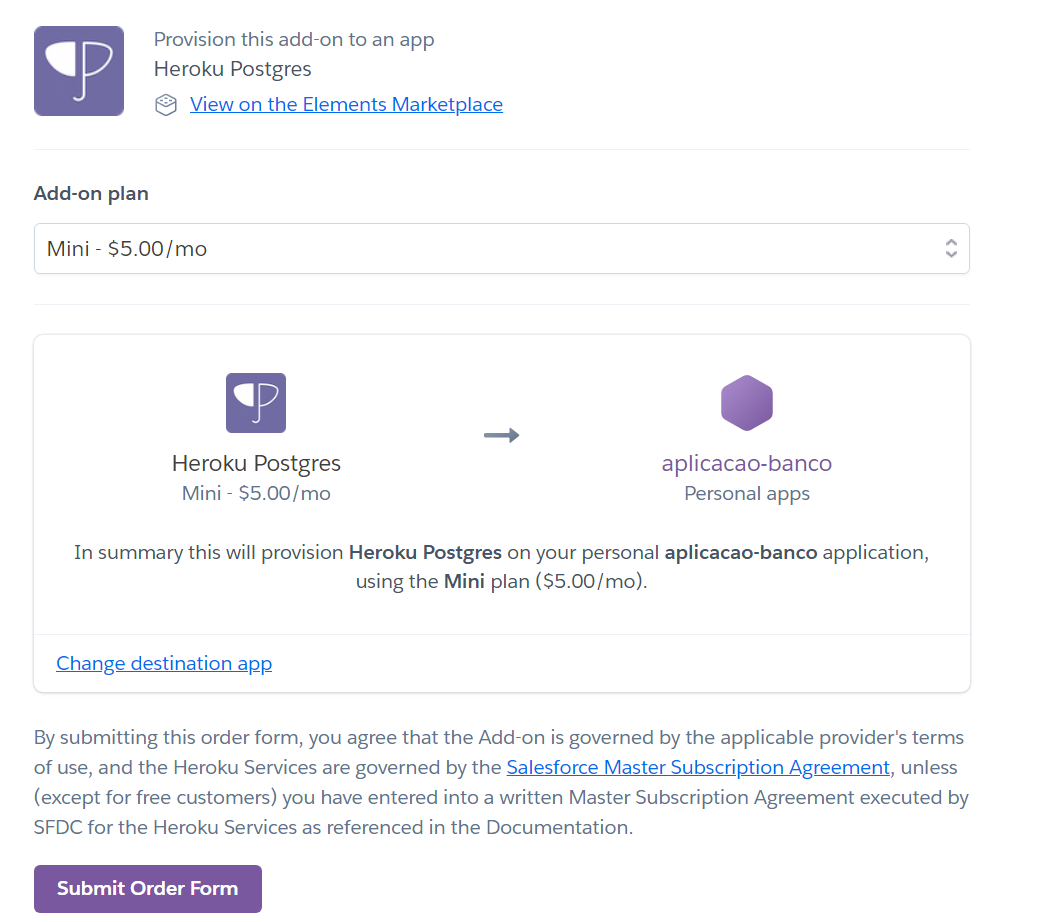 Provision this add-on to an app
Heroku Postgres
View on the Elements Marketplace
Add-on plan
Mini - $5.00/mo
Heroku Postgres
Mini - $5.00/mo
aplicacao-banco
Personal apps
In summary this will provision Heroku Postgres on your personal aplicacao-banco application,
using the Mini plan ($5.00/mo).
Change destination app
By submitting this order form, you agree that the Add-on is governed by the applicable provider's terms
of use, and the Heroku Services are governed by the Salesforce Master Subscription Agreement, unless
(except for free customers) you have entered into a written Master Subscription Agreement executed by
SFDC for the Heroku Services as referenced in the Documentation.
Submit Order Form